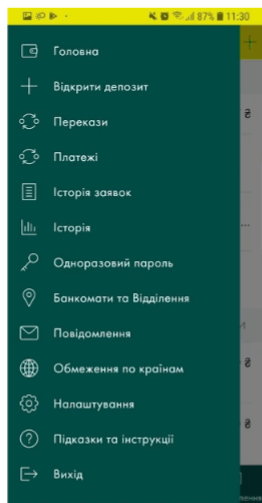 87% 11:30
Головна
Відкрити депозит
Перекази
Платежі
Історія заявок
Історія
Одноразовий пароль
Банкомати та Відділення
Повідомлення
Обмеження по країнам
Налаштування
Підказки та інструкції
Вихід
₴
₴
₴